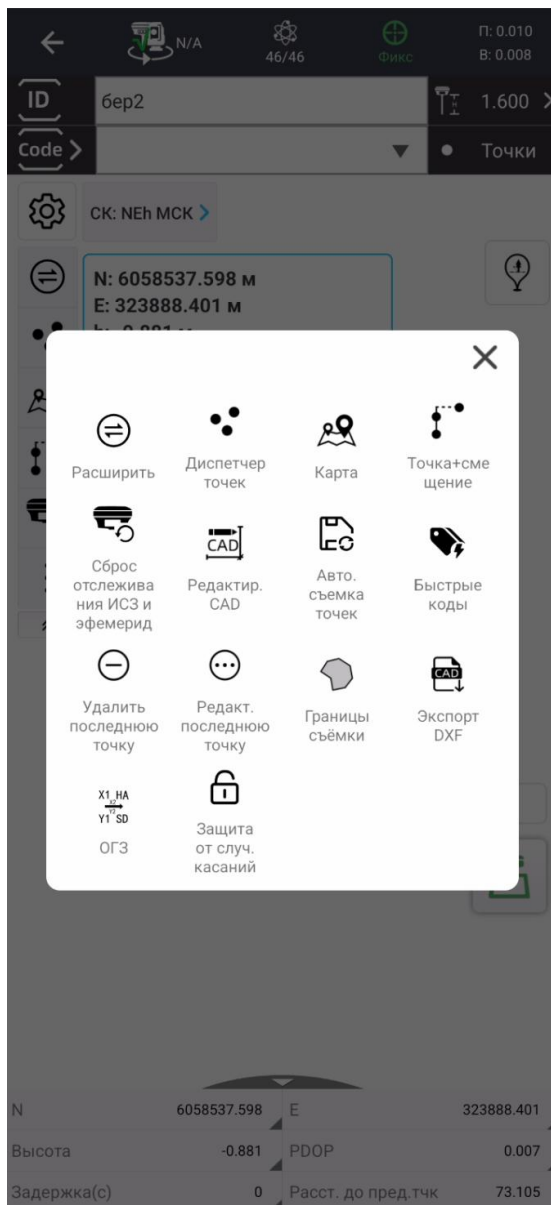 N/A
46/46
Фикс
П: 0.010
В: 0.008
ID
бер2
1.600
Code
Точки
СК: NEh МСК
N: 6058537.598 м
E: 323888.401 м
Расширить
Диспетчер
точек
Карта
Точка+сме
щение
Сброс
отслежива
ния ИСЗ и
эфемерид
CAD
Редактир.
CAD
Авто.
съемка
точек
Быстрые
коды
Удалить
последнюю
точку
Редакт.
последнюю
точку
Границы
съёмки
CAD
Экспорт
DXF
X1 HA
X2
Y2
Y1 SD
ОГЗ
Защита
от случ.
касаний
N 6058537.598 E 323888.401
Высота -0.881 PDOP 0.007
Задержка(с) 0 Расст. до пред.тчк 73.105